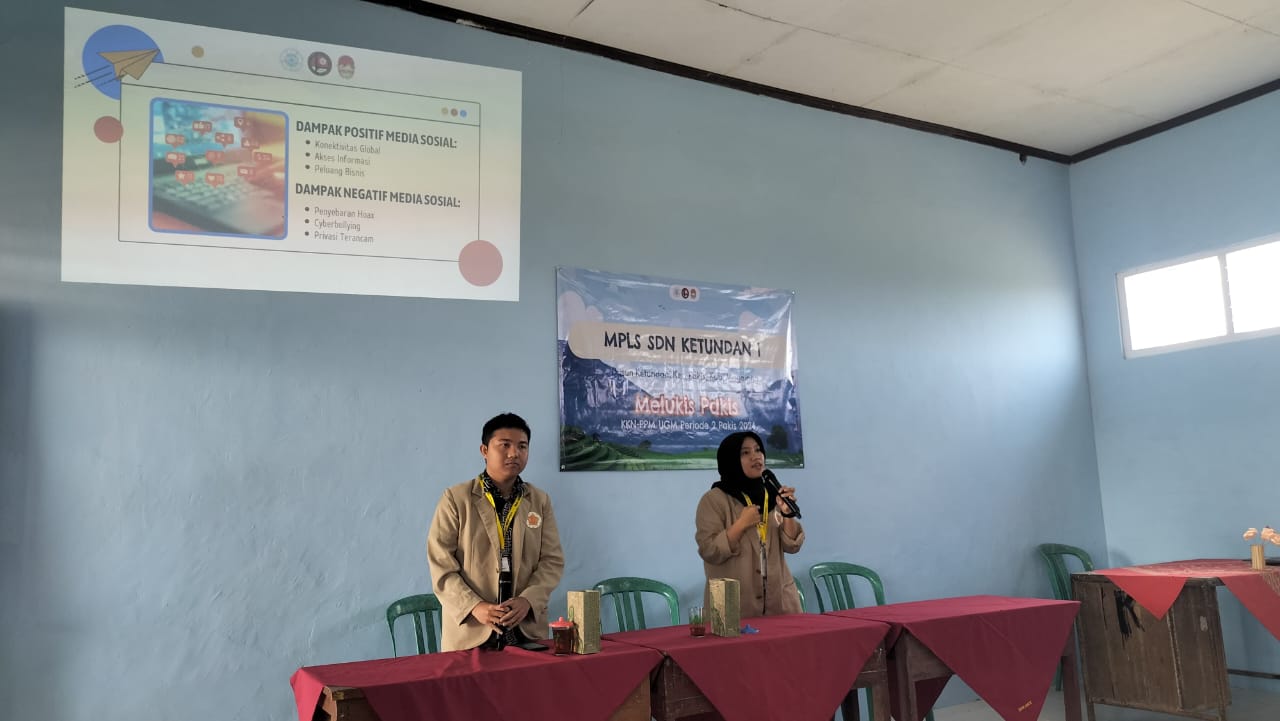 DAMPAK POSITIF MEDIA SOSIAL:
Konektivitas Global
Akses Informasi
Peluang Bisnis
DAMPAK NEGATIF MEDIA SOSIAL:
Penyebaran Hoax
Cyberbullying
Privasi Terancam
MPLS SDN KETUNDAN 1
Melukis Pakis
KKN-PPM UGM Periode 2 Pakis 2024